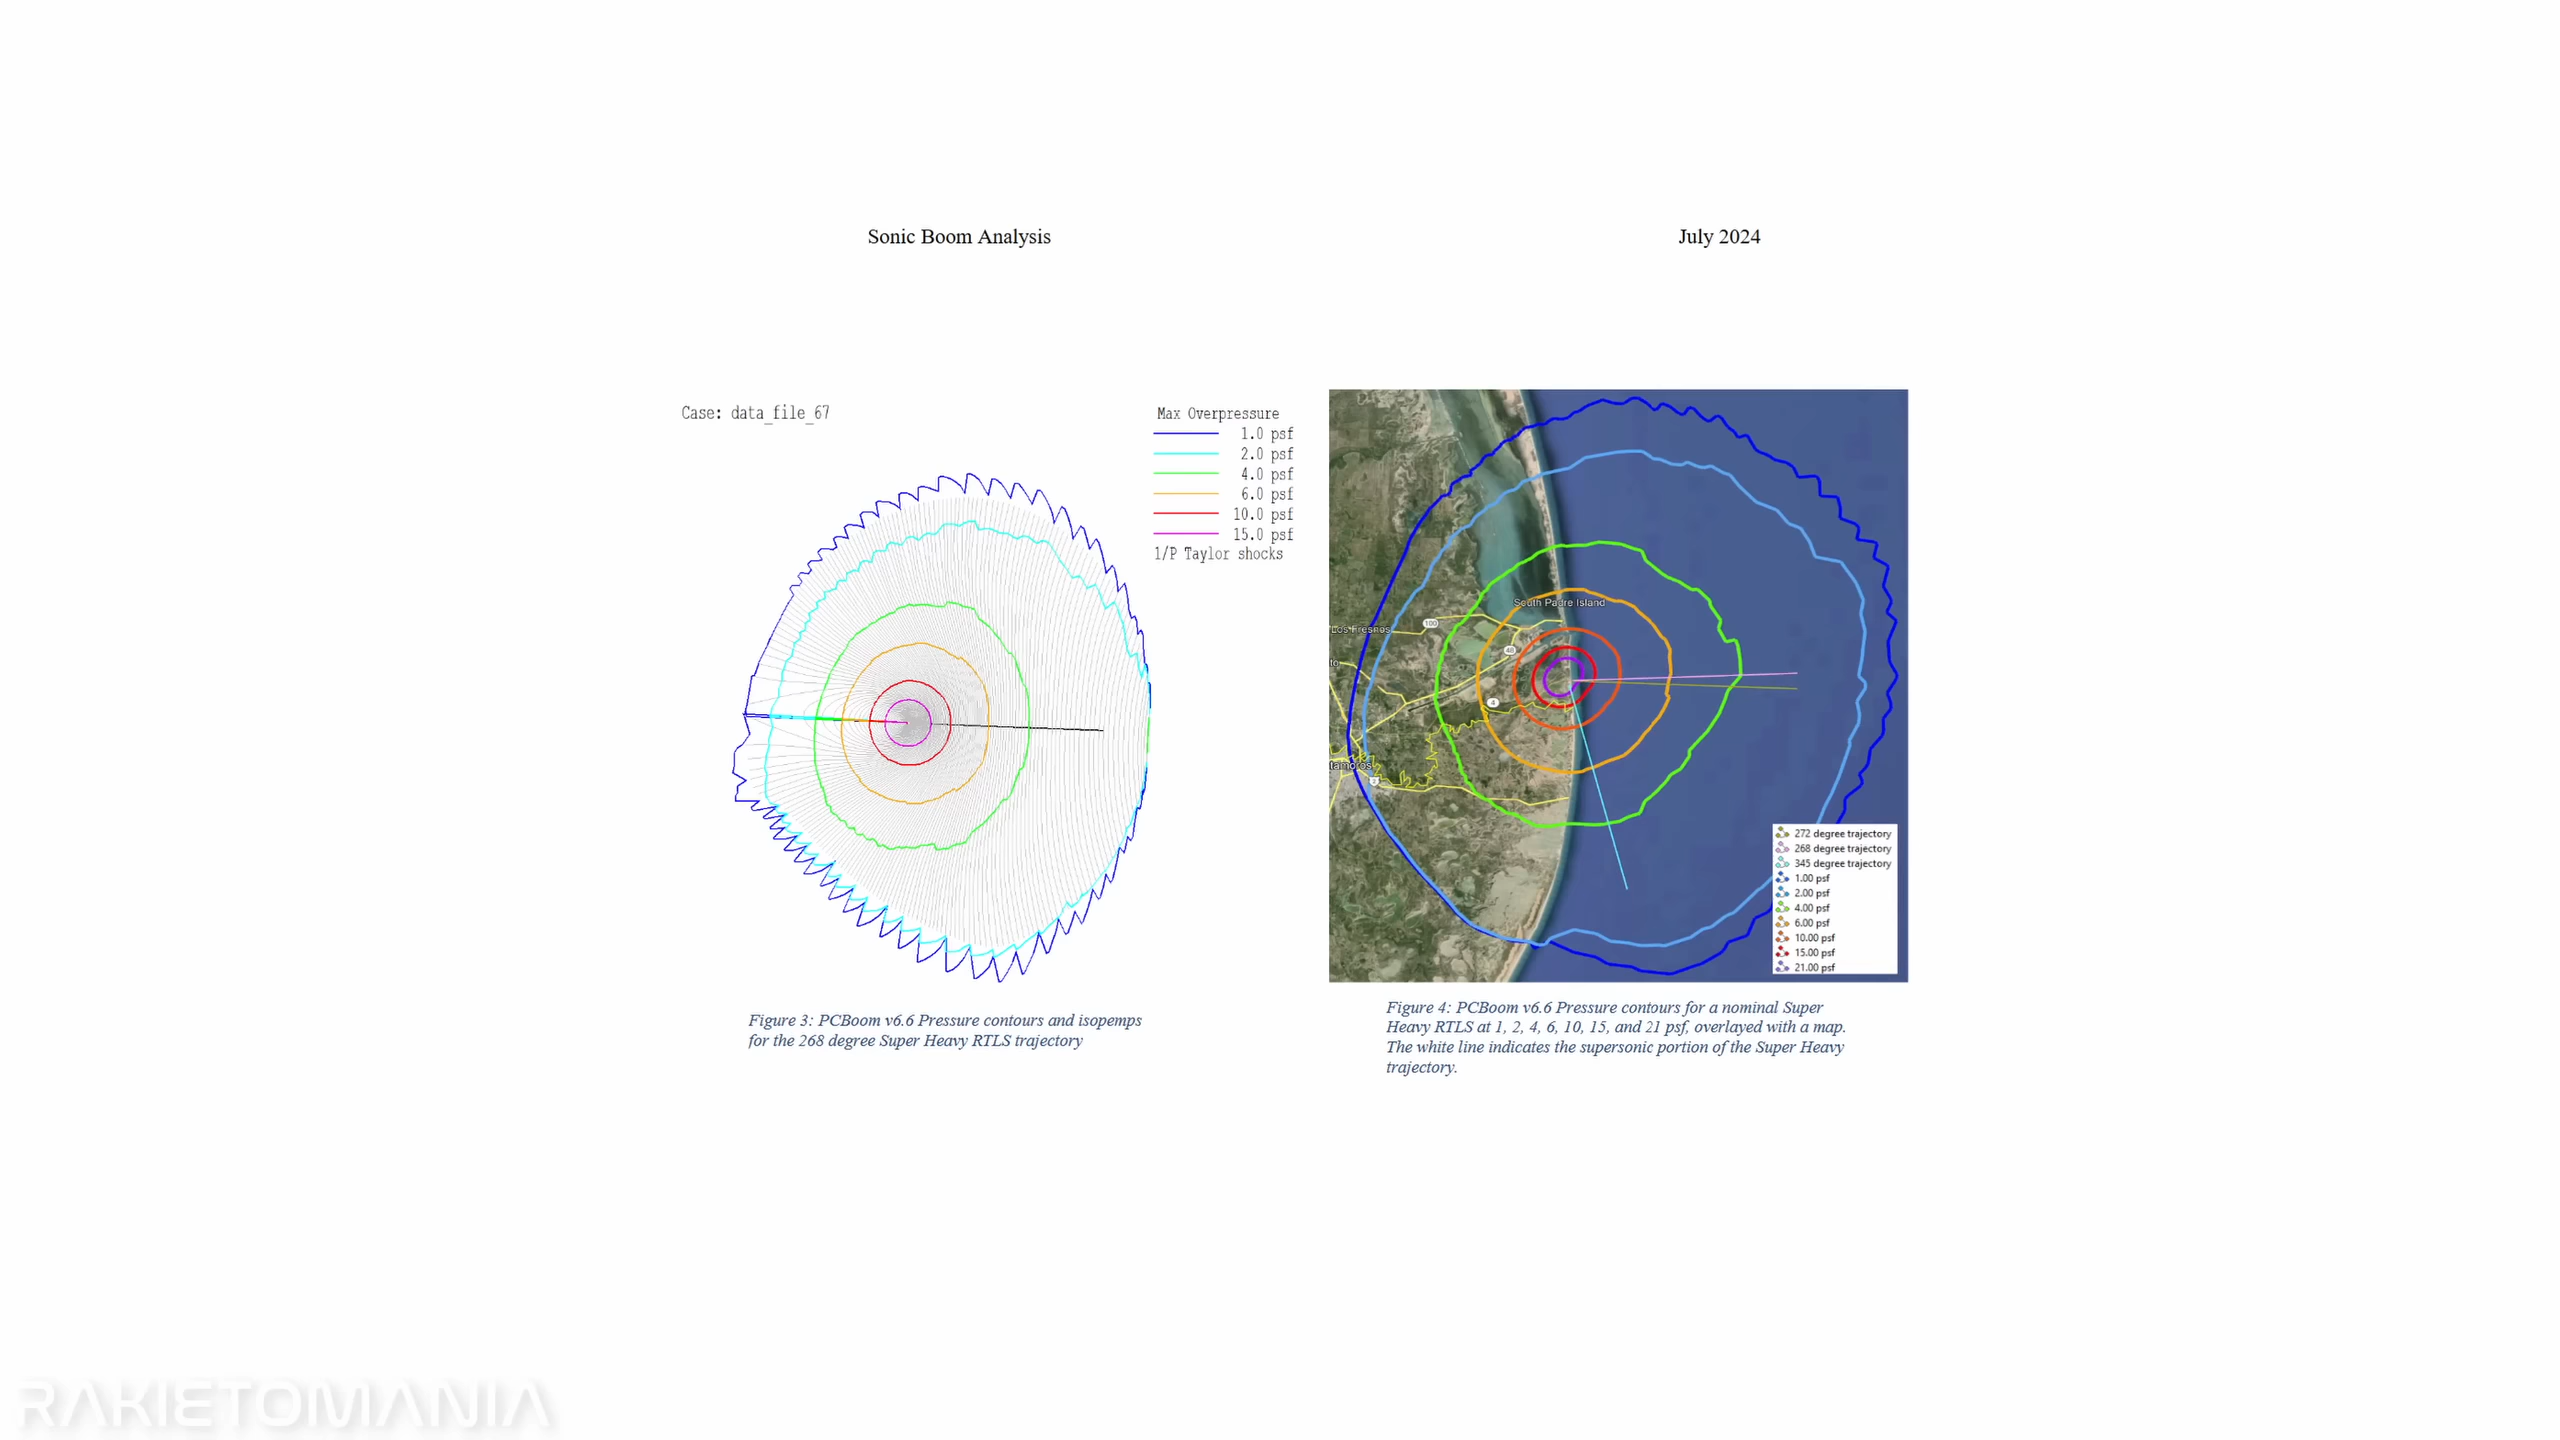 Sonic Boom Analysis
July 2024
Case: data_file_67
Max Overpressure
1.0 psf
2.0 psf
4.0 psf
6.0 psf
10.0 psf
15.0 psf
1/P Taylor shocks
Figure 3: PCBoom v6.6 Pressure contours and isopemps
for the 268 degree Super Heavy RTLS trajectory
South Padre Island
100
Los Fresnos
48
to
4
tamoros
2
272 degree trajectory
268 degree trajectory
345 degree trajectory
1.00 psf
2.00 psf
4.00 psf
6.00 psf
10.00 psf
15.00 psf
21.00 psf
Figure 4: PCBoom v6.6 Pressure contours for a nominal Super
Heavy RTLS at 1, 2, 4, 6, 10, 15, and 21 psf, overlayed with a map.
The white line indicates the supersonic portion of the Super Heavy
trajectory.
RAKIETOMANIA